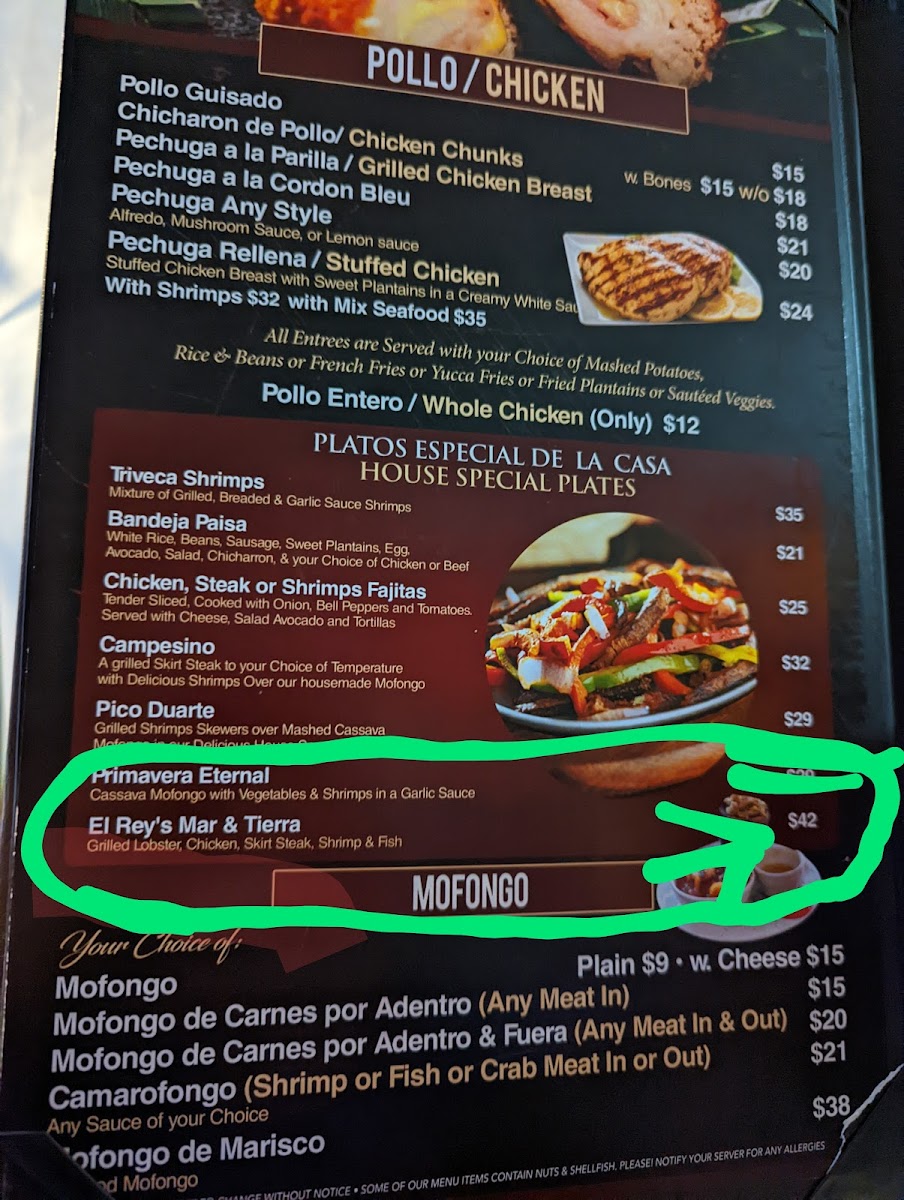 POLLO / CHICKEN
Pollo Guisado $15
Chicharon de Pollo/ Chicken Chunks w. Bones $15 w/o $18
Pechuga a la Parilla / Grilled Chicken Breast $18
Pechuga a la Cordon Bleu $21
Pechuga Any Style $20
Alfredo, Mushroom Sauce, or Lemon sauce
Pechuga Rellena / Stuffed Chicken $24
Stuffed Chicken Breast with Sweet Plantains in a Creamy White
With Shrimps $32 with Mix Seafood $35
All Entrees are Served with your Choice of Mashed Potatoes,
Rice & Beans or French Fries or Yucca Fries or Fried Plantains or Sautéed Veggies.
Pollo Entero / Whole Chicken (Only) $12
PLATOS ESPECIAL DE LA CASA
HOUSE SPECIAL PLATES
Triveca Shrimps $35
Mixture of Grilled, Breaded & Garlic Sauce Shrimps
Bandeja Paisa $21
White Rice, Beans, Sausage, Sweet Plantains, Egg,
Avocado, Salad, Chicharron, & your Choice of Chicken or Beef
Chicken, Steak or Shrimps Fajitas $25
Tender Sliced, Cooked with Onion, Bell Peppers and Tomatoes.
Served with Cheese, Salad Avocado and Tortillas
Campesino $32
A grilled Skirt Steak to your Choice of Temperature
with Delicious Shrimps Over our housemade Mofongo
Pico Duarte $29
Grilled Shrimps Skewers over Mashed Cassava
Primavera Eternal
Cassava Mofongo with Vegetables & Shrimps in a Garlic Sauce
El Rey's Mar & Tierra $42
Grilled Lobster, Chicken, Skirt Steak, Shrimp & Fish
MOFONGO
Your Choice of:
Mofongo Plain $9 • w. Cheese $15
Mofongo de Carnes por Adentro (Any Meat In) $15
Mofongo de Carnes por Adentro & Fuera (Any Meat In & Out) $20
Camarofongo (Shrimp or Fish or Crab Meat In or Out) $21
Any Sauce of your Choice
de Marisco $38
Mofongo
WITHOUT NOTICE • SOME OF OUR MENU ITEMS CONTAIN NUTS & SHELLFISH. PLEASE! NOTIFY YOUR SERVER FOR ANY ALLERGIES